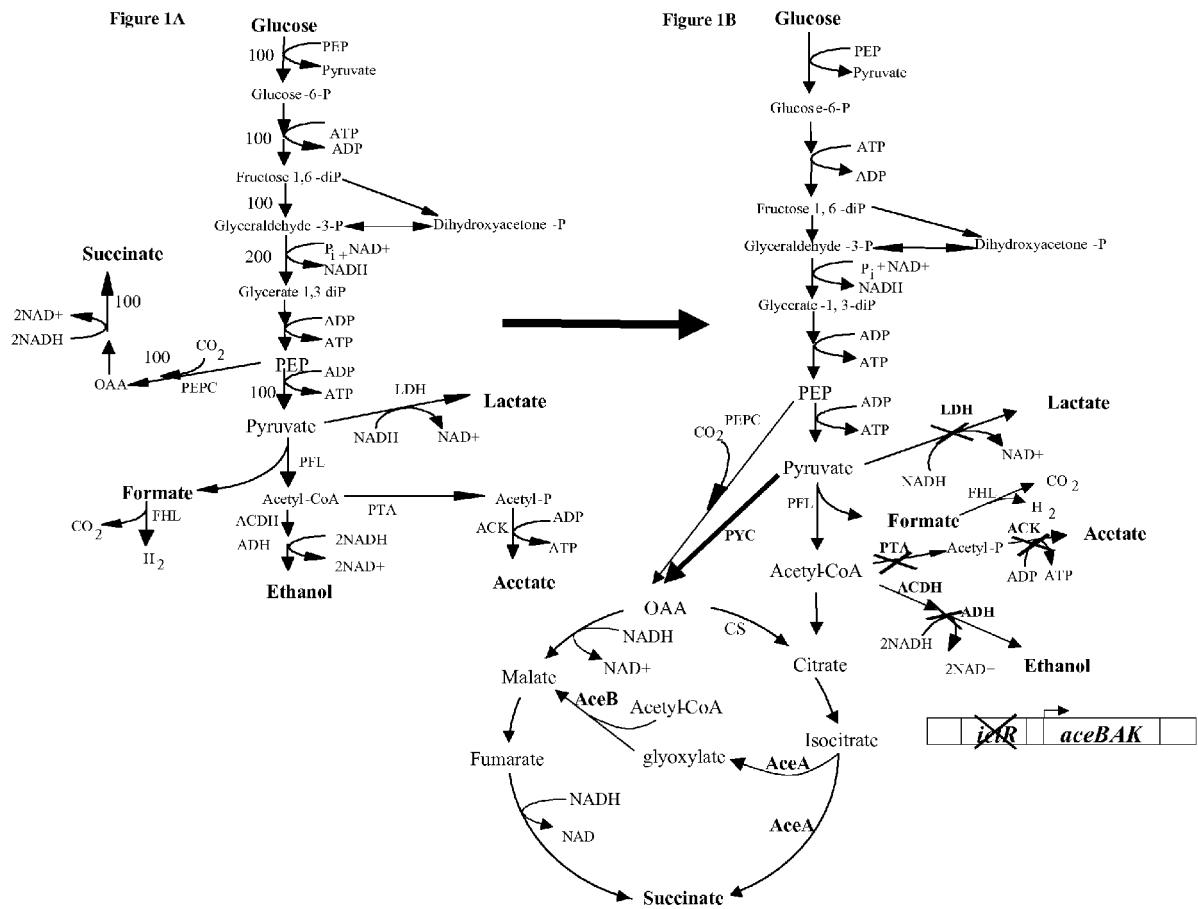 Figure 1A
Glucose
100
PEP
Pyruvate
Glucose-6-P
100
ATP
ADP
Fructose 1,6-diP
100
Glyceraldehyde-3-P
Dihydroxyacetone-P
200
Pi+NAD+
NADH
Glycerate 1,3 diP
ADP
ATP
Succinate
100
2NAD+
2NADH
OAA
100
CO2
PEPC
PEP
100
ADP
ATP
Pyruvate
LDH
Lactate
NADH
NAD+
PFL
Formate
CO2
FHL
H2
Acetyl-CoA
PTA
Acetyl-P
ACDH
ADH
2NADH
2NAD+
ACK
ADP
ATP
Ethanol
Acetate
Figure 1B
Glucose
PEP
Pyruvate
Glucose-6-P
ATP
ADP
Fructose 1,6-diP
Glyceraldehyde-3-P
Dihydroxyacetone-P
Pi+NAD+
NADH
Glycerate-1,3-diP
ADP
ATP
PEP
ADP
ATP
PEPC
CO2
Pyruvate
LDH
Lactate
NADH
NAD+
PFL
PYC
Formate
FHL
CO2
H2
PTA
Acetyl-P
ACK
Acetate
ADP
ATP
Acetyl-CoA
ACDH
ADH
2NADH
2NAD−
Ethanol
OAA
NADH
NAD+
CS
Citrate
Malate
AceB
Acetyl-CoA
Isocitrate
glyoxylate
AceA
Fumarate
NADH
NAD
AceA
Succinate
iclR
aceBAK